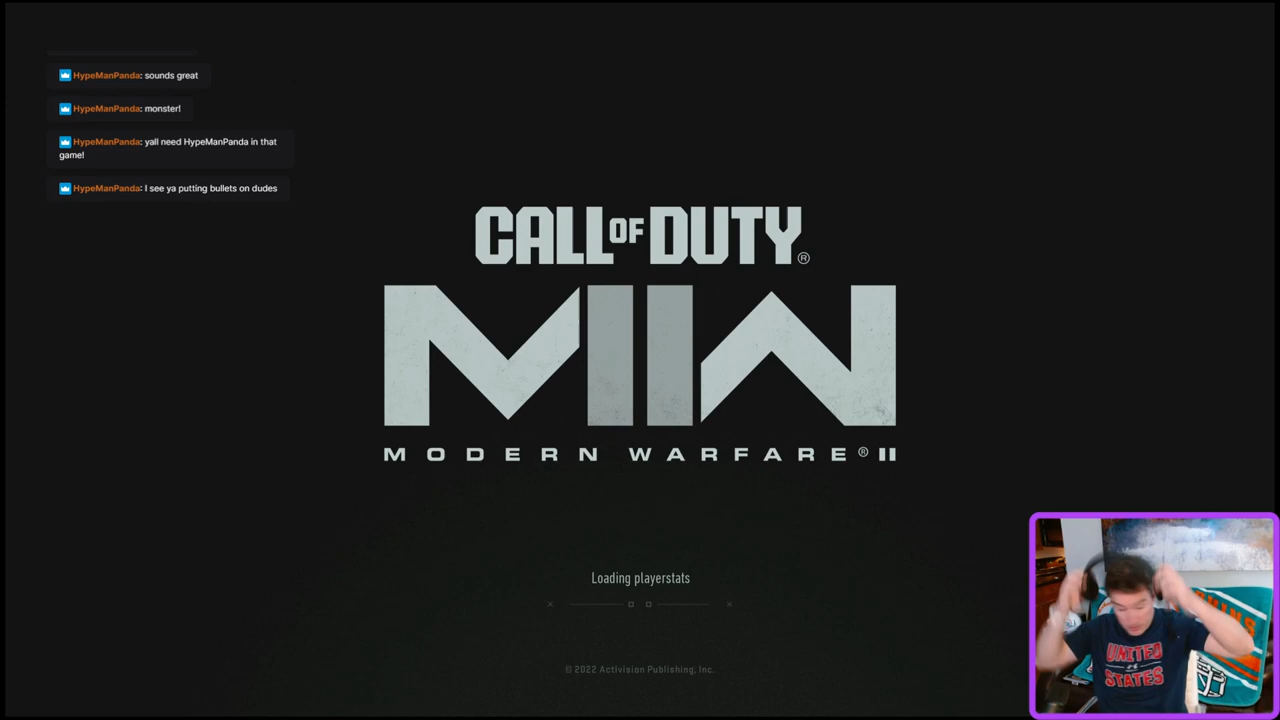 HypeManPanda: sounds great
HypeManPanda: monster!
HypeManPanda: yall need HypeManPanda in that
game!
HypeManPanda: I see ya putting bullets on dudes
CALL OF DUTY®
MIIW
MODERN WARFARE® II
Loading playerstats
© 2022 Activision Publishing, Inc.
UNITED
STATES